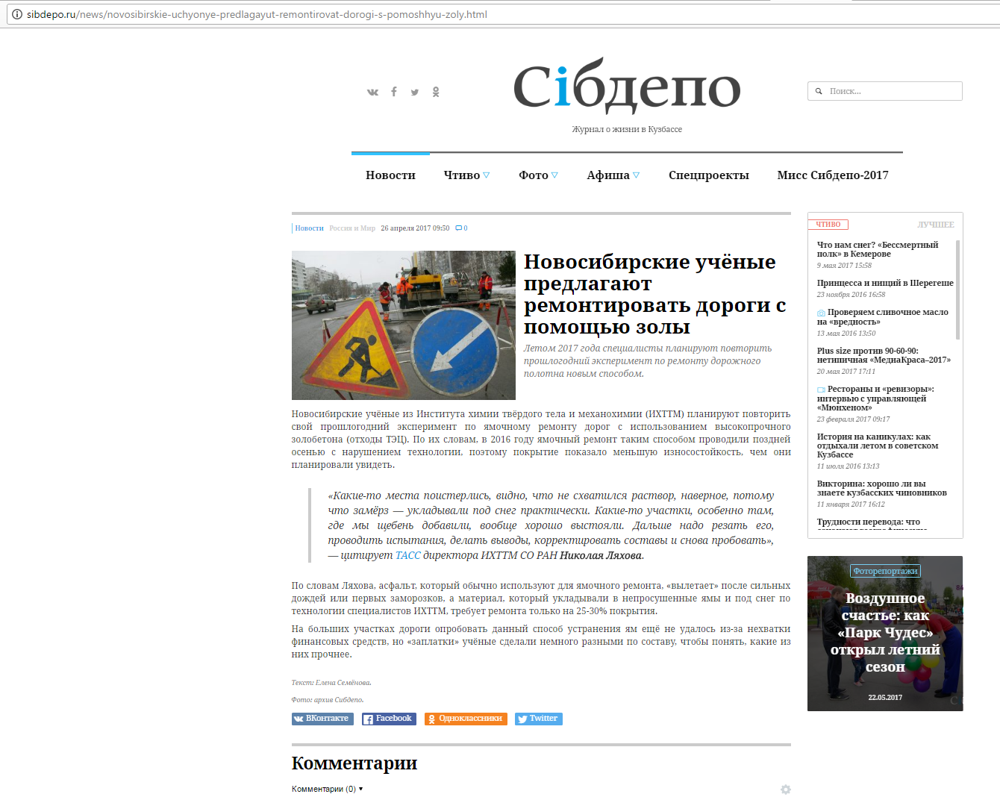 sibdepo.ru/news/novosibirskie-uchyonye-predlagayut-remontirovat-dorogi-s-pomoshhyu-zoly.html
Сiбдепо
Журнал о жизни в Кузбассе
Поиск...
Новости Чтиво Фото Афиша Спецпроекты Мисс Сибдепо-2017
Новости Россия и Мир 26 апреля 2017 09:50 0
Новосибирские учёные
предлагают
ремонтировать дороги с
помощью золы
Летом 2017 года специалисты планируют повторить
прошлогодний эксперимент по ремонту дорожного
полотна новым способом.
Новосибирские учёные из Института химии твёрдого тела и механохимии (ИХТТМ) планируют повторить
свой прошлогодний эксперимент по ямочному ремонту дорог с использованием высокопрочного
золобетона (отходы ТЭЦ). По их словам, в 2016 году ямочный ремонт таким способом проводили поздней
осенью с нарушением технологии, поэтому покрытие показало меньшую износостойкость, чем они
планировали увидеть.
«Какие-то места поистерлись, видно, что не схватился раствор, наверное, потому
что замёрз — укладывали под снег практически. Какие-то участки, особенно там,
где мы щебень добавили, вообще хорошо выстояли. Дальше надо резать его,
проводить испытания, делать выводы, корректировать составы и снова пробовать»,
— цитирует ТАСС директора ИХТТМ СО РАН Николая Ляхова.
По словам Ляхова, асфальт, который обычно используют для ямочного ремонта, «вылетает» после сильных
дождей или первых заморозков, а материал, который укладывали в непросушенные ямы и под снег по
технологии специалистов ИХТТМ, требует ремонта только на 25-30% покрытия.
На больших участках дороги опробовать данный способ устранения ям ещё не удалось из-за нехватки
финансовых средств, но «заплатки» учёные сделали немного разными по составу, чтобы понять, какие из
них прочнее.
Текст: Елена Семёнова.
Фото: архив Сибдепо.
ВКонтакте Facebook Одноклассники Twitter
Комментарии
Комментарии (0)
ЧТИВО ЛУЧШЕЕ
Что нам снег? «Бессмертный
полк» в Кемерове
9 мая 2017 15:58
Принцесса и нищий в Шерегеше
23 ноября 2016 16:58
Проверяем сливочное масло
на «вредность»
13 мая 2016 13:50
Plus size против 90-60-90:
нетипичная «МедиаКраса–2017»
20 мая 2017 17:11
Рестораны и «ревизоры»:
интервью с управляющей
«Мюнхеном»
23 февраля 2017 09:17
История на каникулах: как
отдыхали летом в советском
Кузбассе
11 июля 2016 13:13
Викторина: хорошо ли вы
знаете кузбасских чиновников
11 января 2017 16:12
Трудности перевода: что
Фоторепортажи
Воздушное
счастье: как
«Парк Чудес»
открыл летний
сезон
22.05.2017